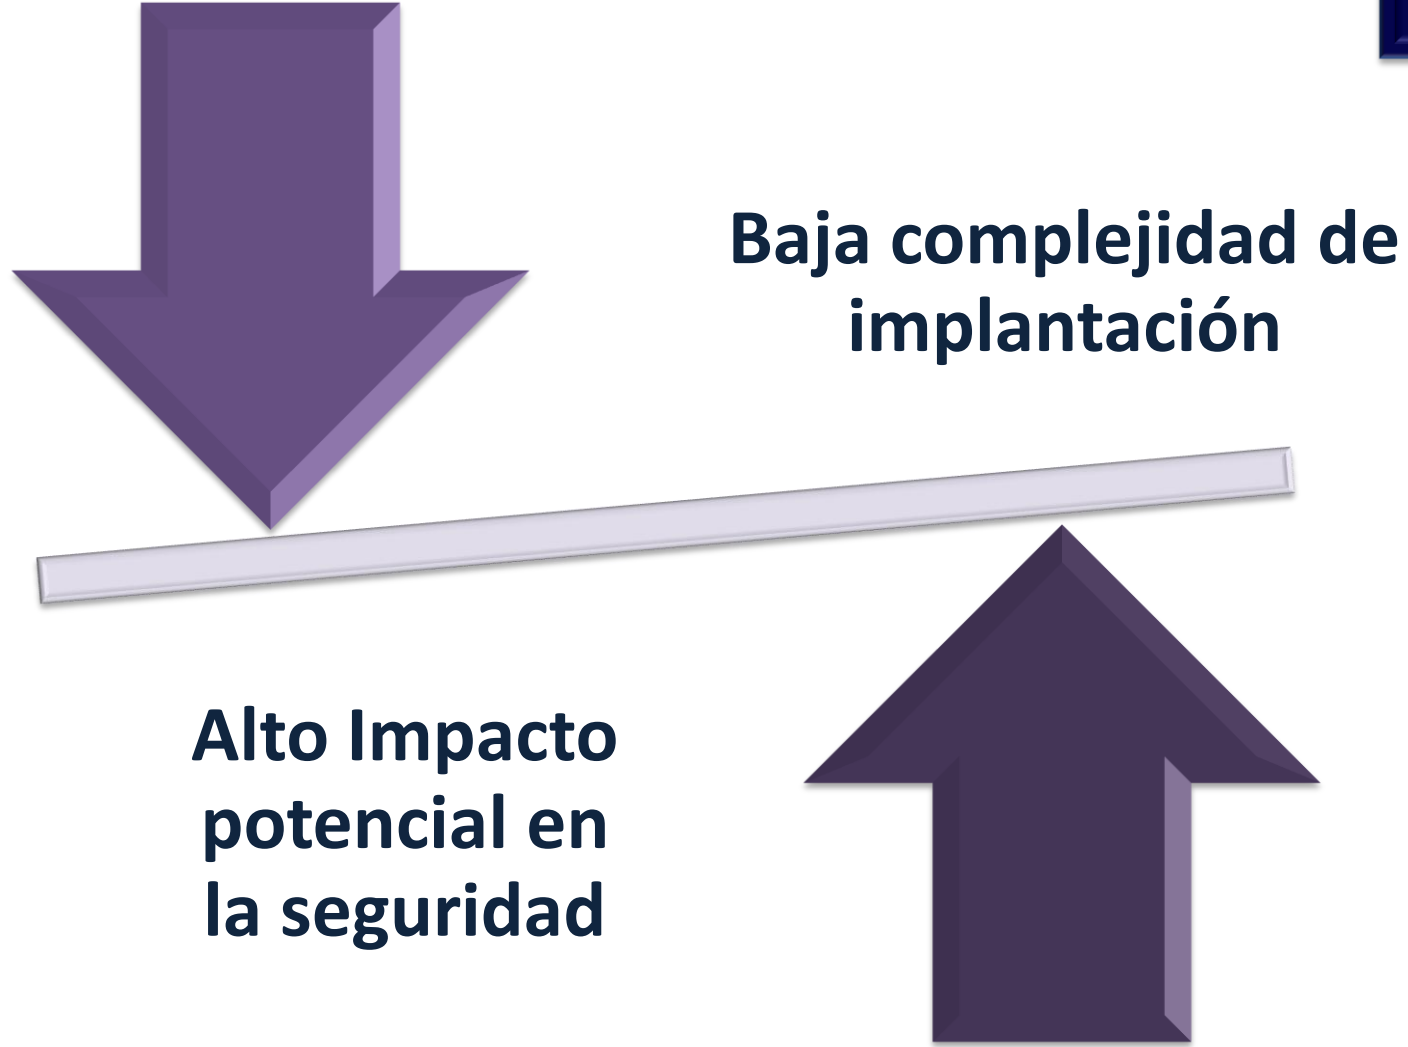 Baja complejidad de
implantación
Alto Impacto
potencial en
la seguridad